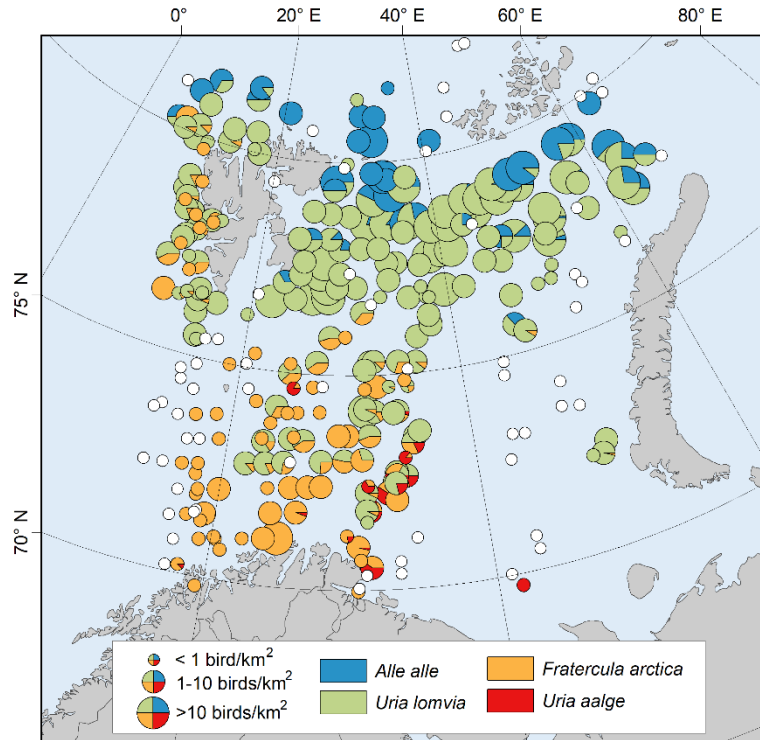 0° 20° E 40° E 80° E
75° N
70° N
60° E
< 1 bird/km²
1-10 birds/km²
>10 birds/km²
Alle alle
Uria lomvia
Fratercula arctica
Uria aalge